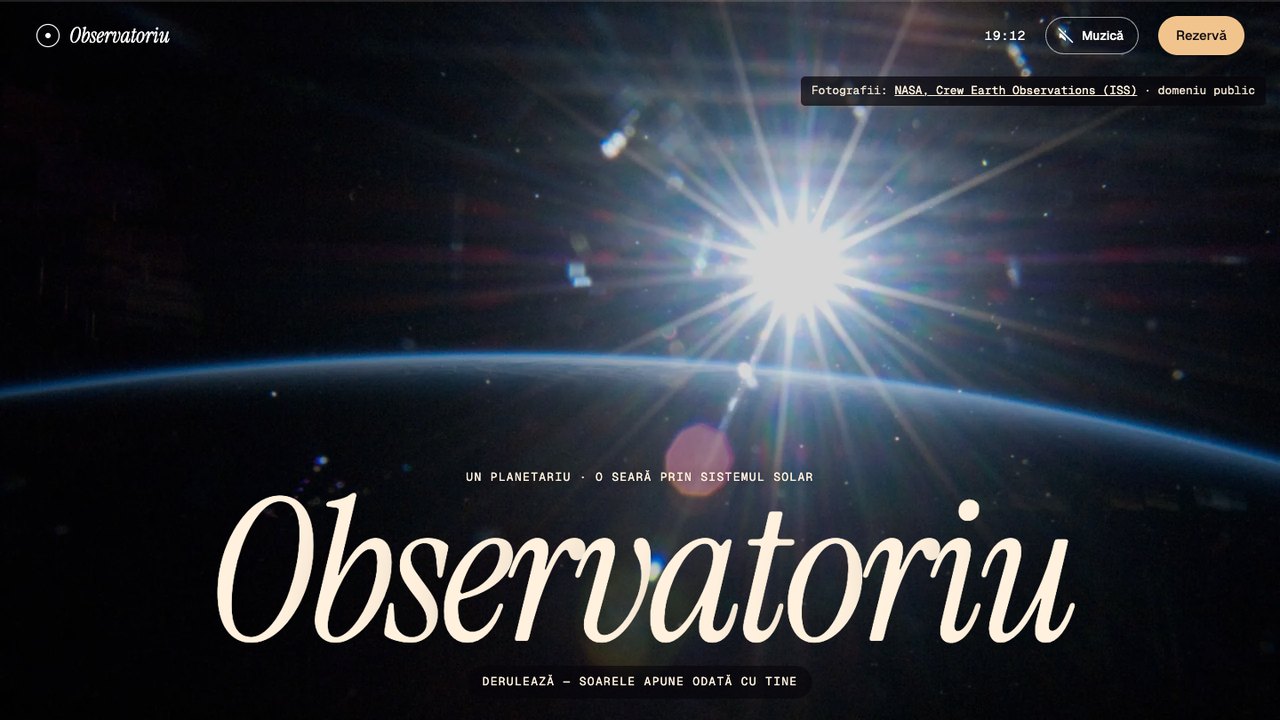 Observatoriu
19:12
Muzică
Rezervă
Fotografii: NASA, Crew Earth Observations (ISS) · domeniu public
UN PLANETARIU · O SEARĂ PRIN SISTEMUL SOLAR
Observatoriu
DERULEAZĂ — SOARELE APUNE ODATĂ CU TINE